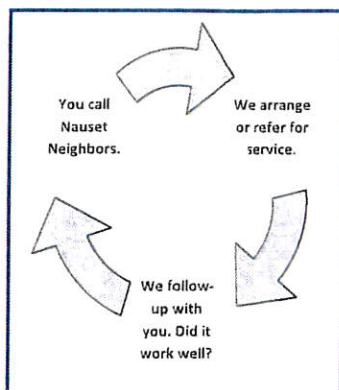 You call
Nauset
Neighbors.
We arrange
or refer for
service.
We follow-
up with
you. Did it
work well?